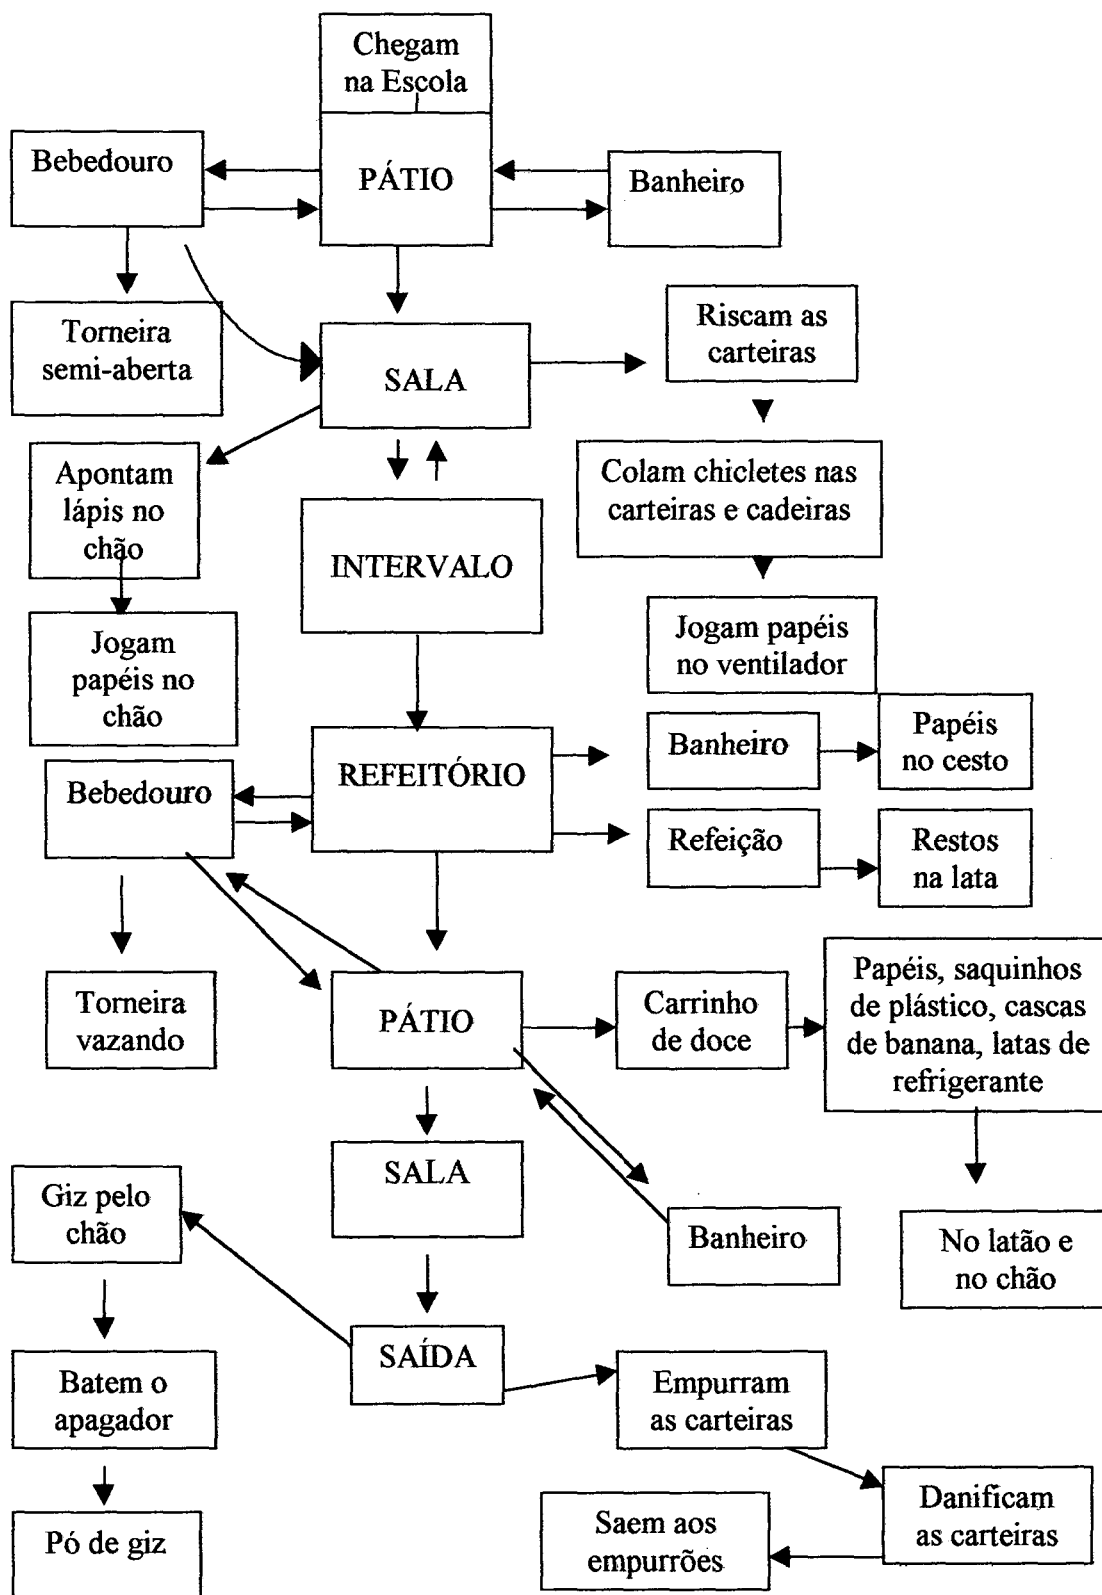 Chegam
na Escola
Bebedouro
PÁTIO
Banheiro
Torneira
semi-aberta
SALA
Riscam as
carteiras
Apontam
lápis no
chão
Colam chicletes nas
carteiras e cadeiras
INTERVALO
Jogam
papéis no
chão
Jogam papéis
no ventilador
Bebedouro
REFEITÓRIO
Banheiro
Papéis
no cesto
Refeição
Restos
na lata
Torneira
vazando
PÁTIO
Carrinho
de doce
Papéis, saquinhos
de plástico, cascas
de banana, latas de
refrigerante
SALA
Giz pelo
chão
Banheiro
No latão e
no chão
SAÍDA
Batem o
apagador
Empurram
as carteiras
Pó de giz
Saem aos
empurrões
Danificam
as carteiras